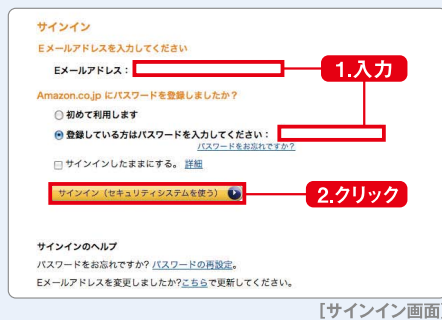 サインイン
Eメールアドレスを入力してください
Eメールアドレス：
1.入力
Amazon.co.jp にパスワードを登録しましたか？
初めて利用します
登録している方はパスワードを入力してください：
パスワードをお忘れですか？
サインインしたままにする。 詳細
サインイン（セキュリティシステムを使う）
2.クリック
サインインのヘルプ
パスワードをお忘れですか? パスワードの再設定。
Eメールアドレスを変更しましたか?こちらで更新してください。
[サインイン画面]